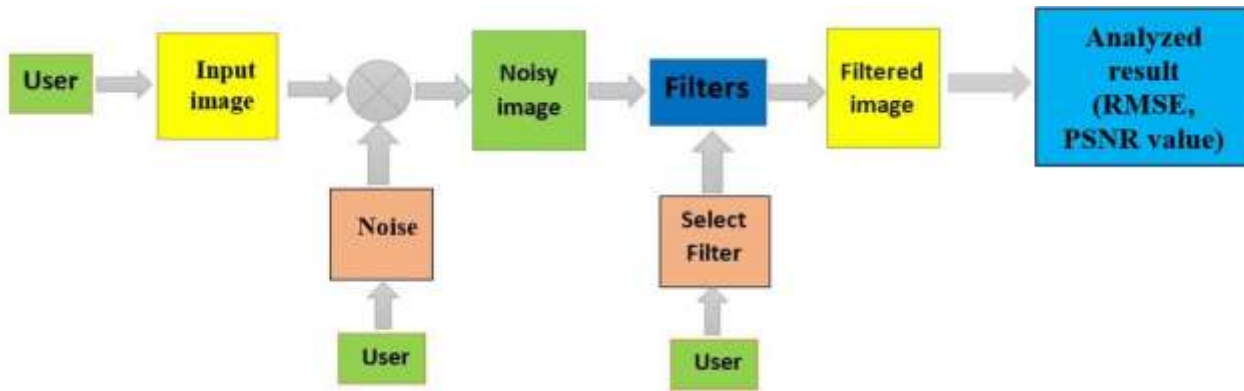 User
Input
image
Noisy
image
Filters
Filtered
image
Analyzed
result
(RMSE,
PSNR value)
Noise
Select
Filter
User
User